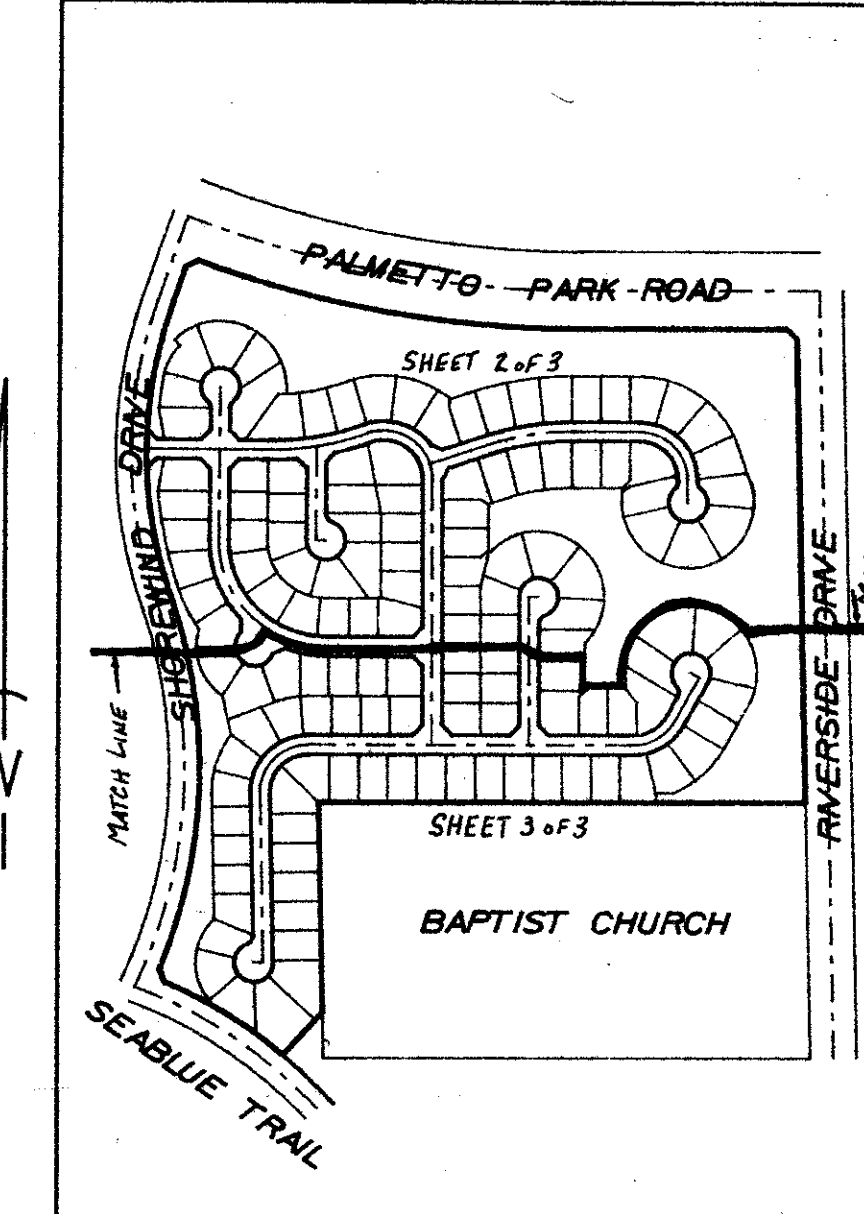 PALMETTO PARK ROAD
SHEET 2 OF 3
SHOREWIND DRIVE
RIVERSIDE DRIVE
MATCH LINE
SHEET 3 OF 3
BAPTIST CHURCH
SEABLUE TRAIL